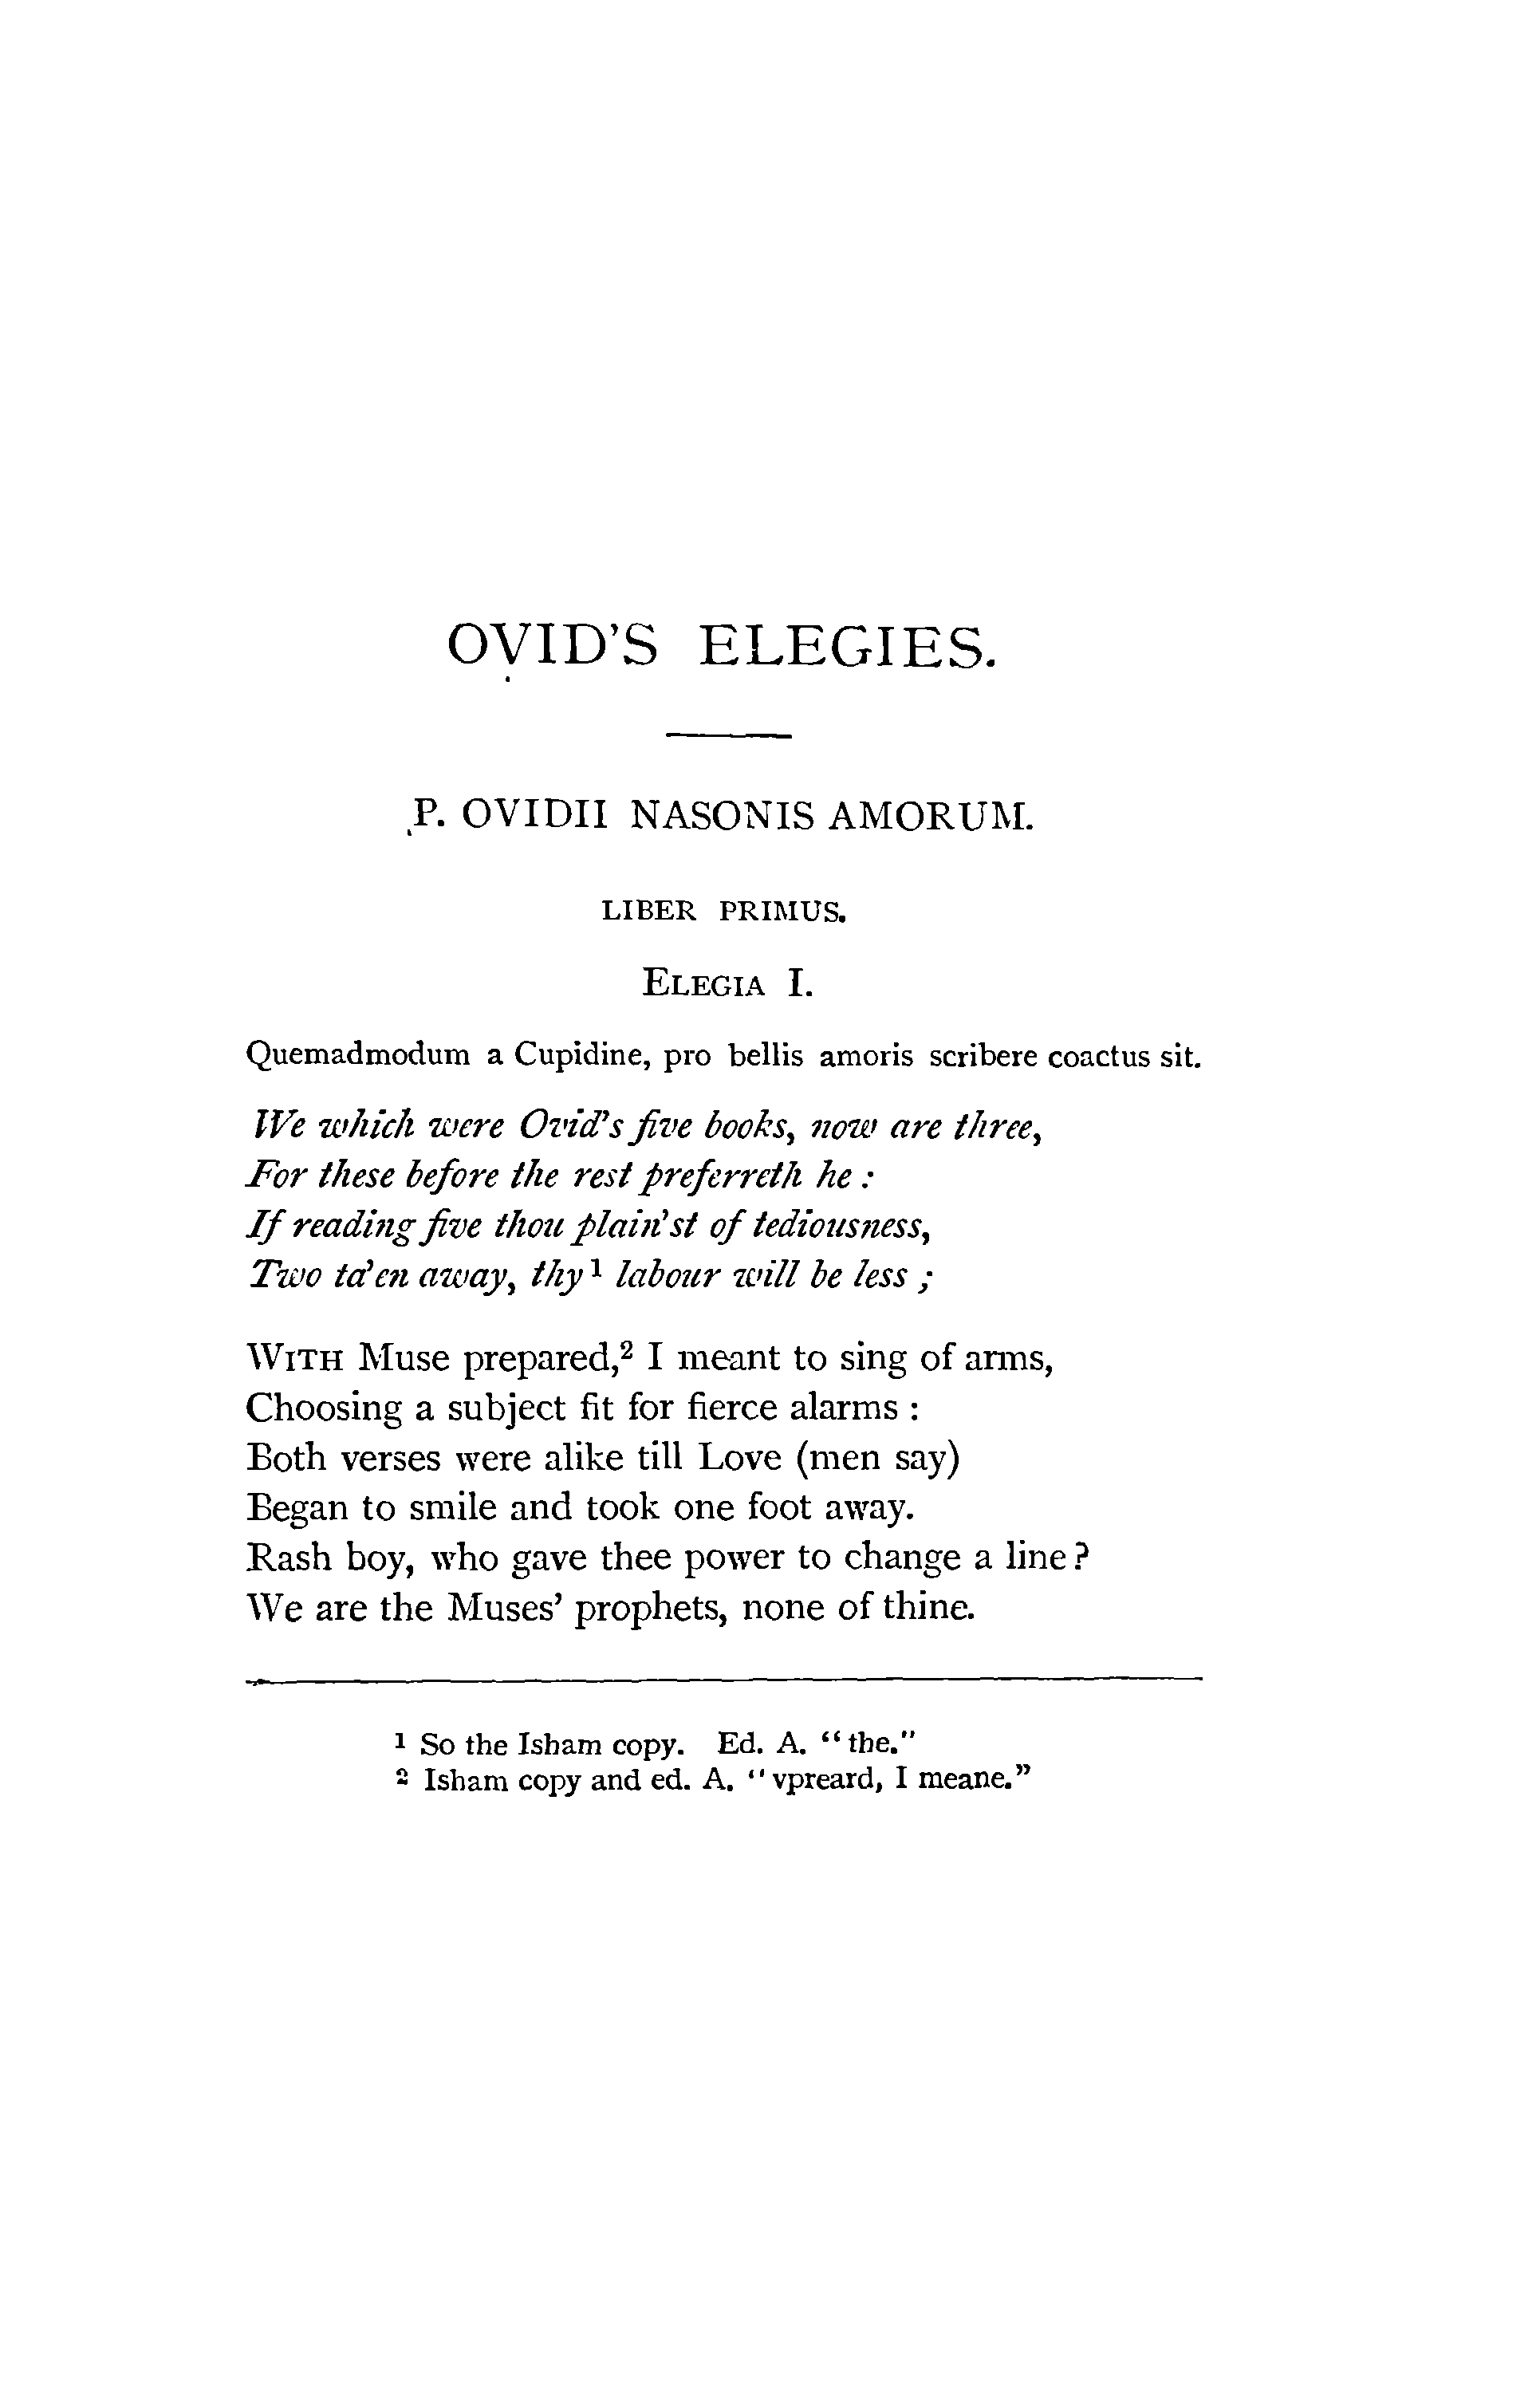 OVID'S ELEGIES.
P. OVIDII NASONIS AMORUM.
LIBER PRIMUS.
ELEGIA I.
Quemadmodum a Cupidine, pro bellis amoris scribere coactus sit.
We which were Ovid's five books, now are three,
For these before the rest preferreth he :
If reading five thou plain'st of tediousness,
Two ta'en away, thy¹ labour will be less ;
WITH Muse prepared,² I meant to sing of arms,
Choosing a subject fit for fierce alarms :
Both verses were alike till Love (men say)
Began to smile and took one foot away.
Rash boy, who gave thee power to change a line?
We are the Muses' prophets, none of thine.
¹ So the Isham copy. Ed. A. "the."
² Isham copy and ed. A. "vpreard, I meane."